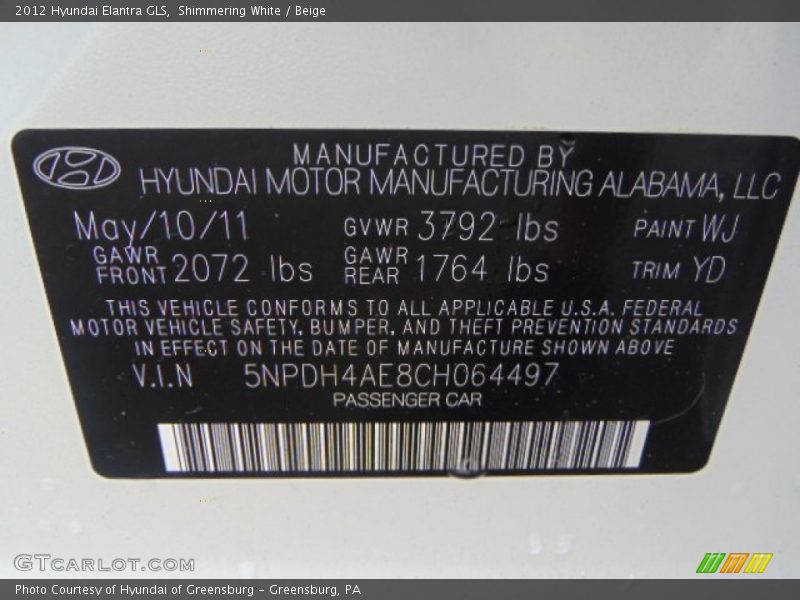 2012 Hyundai Elantra GLS, Shimmering White / Beige
MANUFACTURED BY
HYUNDAI MOTOR MANUFACTURING ALABAMA, LLC
May/10/11 GVWR 3792 lbs PAINT WJ
GAWR FRONT 2072 lbs GAWR REAR 1764 lbs TRIM YD
THIS VEHICLE CONFORMS TO ALL APPLICABLE U.S.A. FEDERAL
MOTOR VEHICLE SAFETY, BUMPER, AND THEFT PREVENTION STANDARDS
IN EFFECT ON THE DATE OF MANUFACTURE SHOWN ABOVE
V.I.N 5NPDH4AE8CH064497
PASSENGER CAR
GTCARLOT.COM
Photo Courtesy of Hyundai of Greensburg - Greensburg, PA